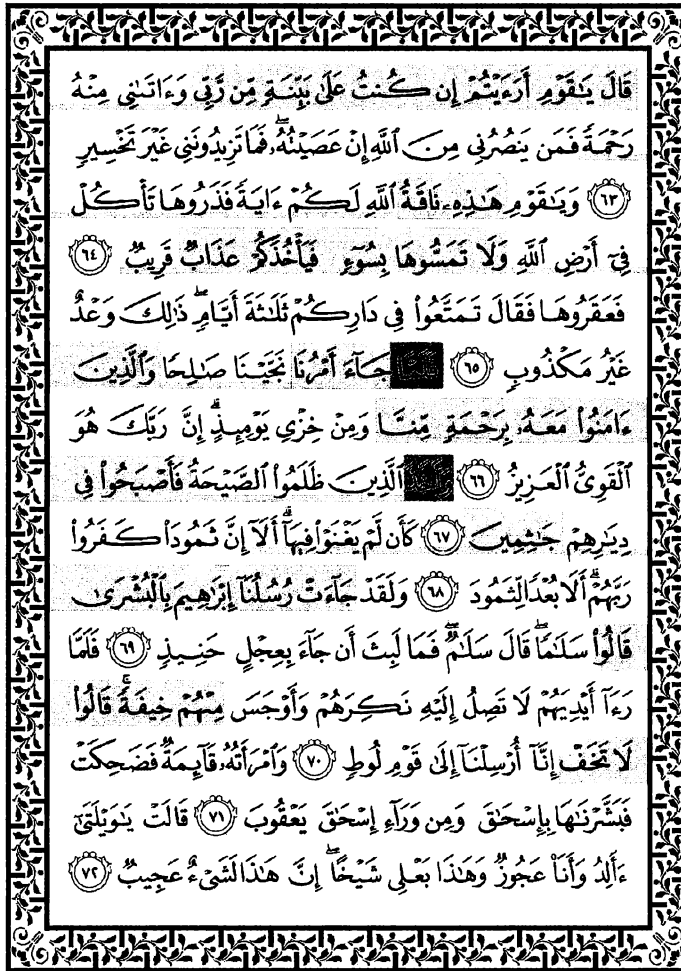 قَالَ يَٰقَوْمِ أَرَءَيْتُمْ إِن كُنتُ عَلَىٰ بَيِّنَةٍ مِّن رَّبِّي وَءَاتَىٰنِي مِنْهُ
رَحْمَةً فَمَن يَنصُرُنِي مِنَ ٱللَّهِ إِنْ عَصَيْتُهُۥۖ فَمَا تَزِيدُونَنِي غَيْرَ تَخْسِيرٍ
٦٣ وَيَٰقَوْمِ هَٰذِهِۦ نَاقَةُ ٱللَّهِ لَكُمْ ءَايَةً فَذَرُوهَا تَأْكُلْ
فِيٓ أَرْضِ ٱللَّهِ وَلَا تَمَسُّوهَا بِسُوٓءٍ فَيَأْخُذَكُمْ عَذَابٌ قَرِيبٌ ٦٤
فَعَقَرُوهَا فَقَالَ تَمَتَّعُوا۟ فِي دَارِكُمْ ثَلَٰثَةَ أَيَّامٍۖ ذَٰلِكَ وَعْدٌ
غَيْرُ مَكْذُوبٍ ٦٥ جَآءَ أَمْرُنَا نَجَّيْنَا صَٰلِحًا وَٱلَّذِينَ
ءَامَنُوا۟ مَعَهُۥ بِرَحْمَةٍ مِّنَّا وَمِنْ خِزْيِ يَوْمِئِذٍۗ إِنَّ رَبَّكَ هُوَ
ٱلْقَوِيُّ ٱلْعَزِيزُ ٦٦ ٱلَّذِينَ ظَلَمُوا۟ ٱلصَّيْحَةُ فَأَصْبَحُوا۟ فِي
دِيَٰرِهِمْ جَٰثِمِينَ ٦٧ كَأَن لَّمْ يَغْنَوْا۟ فِيهَآۗ أَلَآ إِنَّ ثَمُودَا۟ كَفَرُوا۟
رَبَّهُمْۗ أَلَا بُعْدًا لِّثَمُودَ ٦٨ وَلَقَدْ جَآءَتْ رُسُلُنَآ إِبْرَٰهِيمَ بِٱلْبُشْرَىٰ
قَالُوا۟ سَلَٰمًاۖ قَالَ سَلَٰمٌۖ فَمَا لَبِثَ أَن جَآءَ بِعِجْلٍ حَنِيذٍ ٦٩ فَلَمَّا
رَءَآ أَيْدِيَهُمْ لَا تَصِلُ إِلَيْهِ نَكِرَهُمْ وَأَوْجَسَ مِنْهُمْ خِيفَةًۚ قَالُوا۟
لَا تَخَفْ إِنَّآ أُرْسِلْنَآ إِلَىٰ قَوْمِ لُوطٍ ٧٠ وَٱمْرَأَتُهُۥ قَآئِمَةٌ فَضَحِكَتْ
فَبَشَّرْنَٰهَا بِإِسْحَٰقَ وَمِن وَرَآءِ إِسْحَٰقَ يَعْقُوبَ ٧١ قَالَتْ يَٰوَيْلَتَىٰٓ
ءَأَلِدُ وَأَنَا۠ عَجُوزٌ وَهَٰذَا بَعْلِي شَيْخًاۖ إِنَّ هَٰذَا لَشَيْءٌ عَجِيبٌ ٧٢